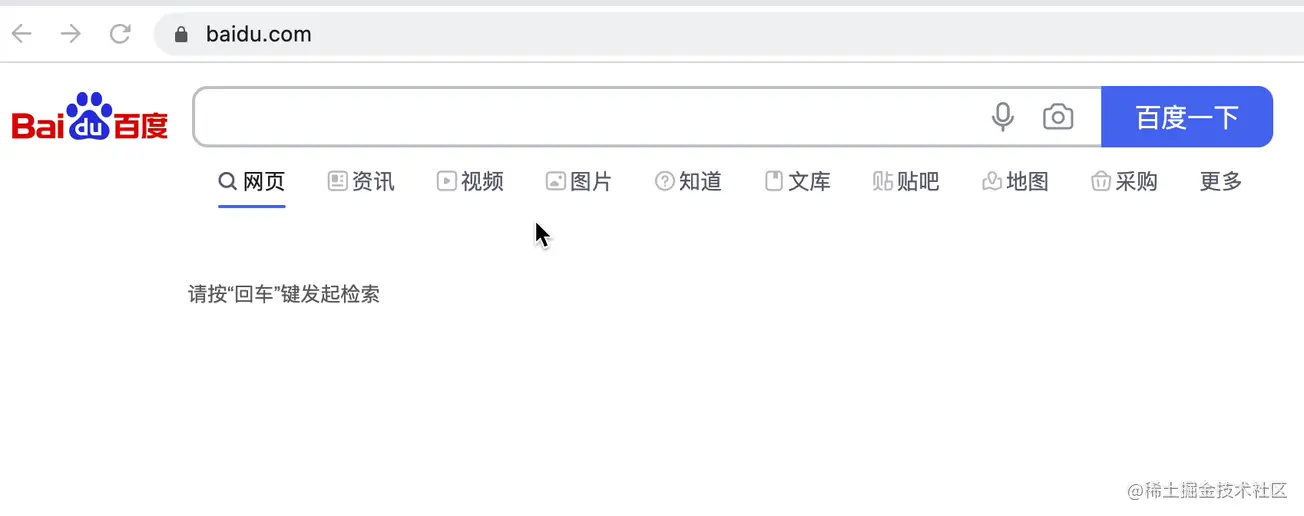 baidu.com
Bai du 百度 百度一下
网页 资讯 视频 图片 知道 文库 贴 贴吧 地图 采购 更多
请按“回车”键发起检索
@稀土掘金技术社区